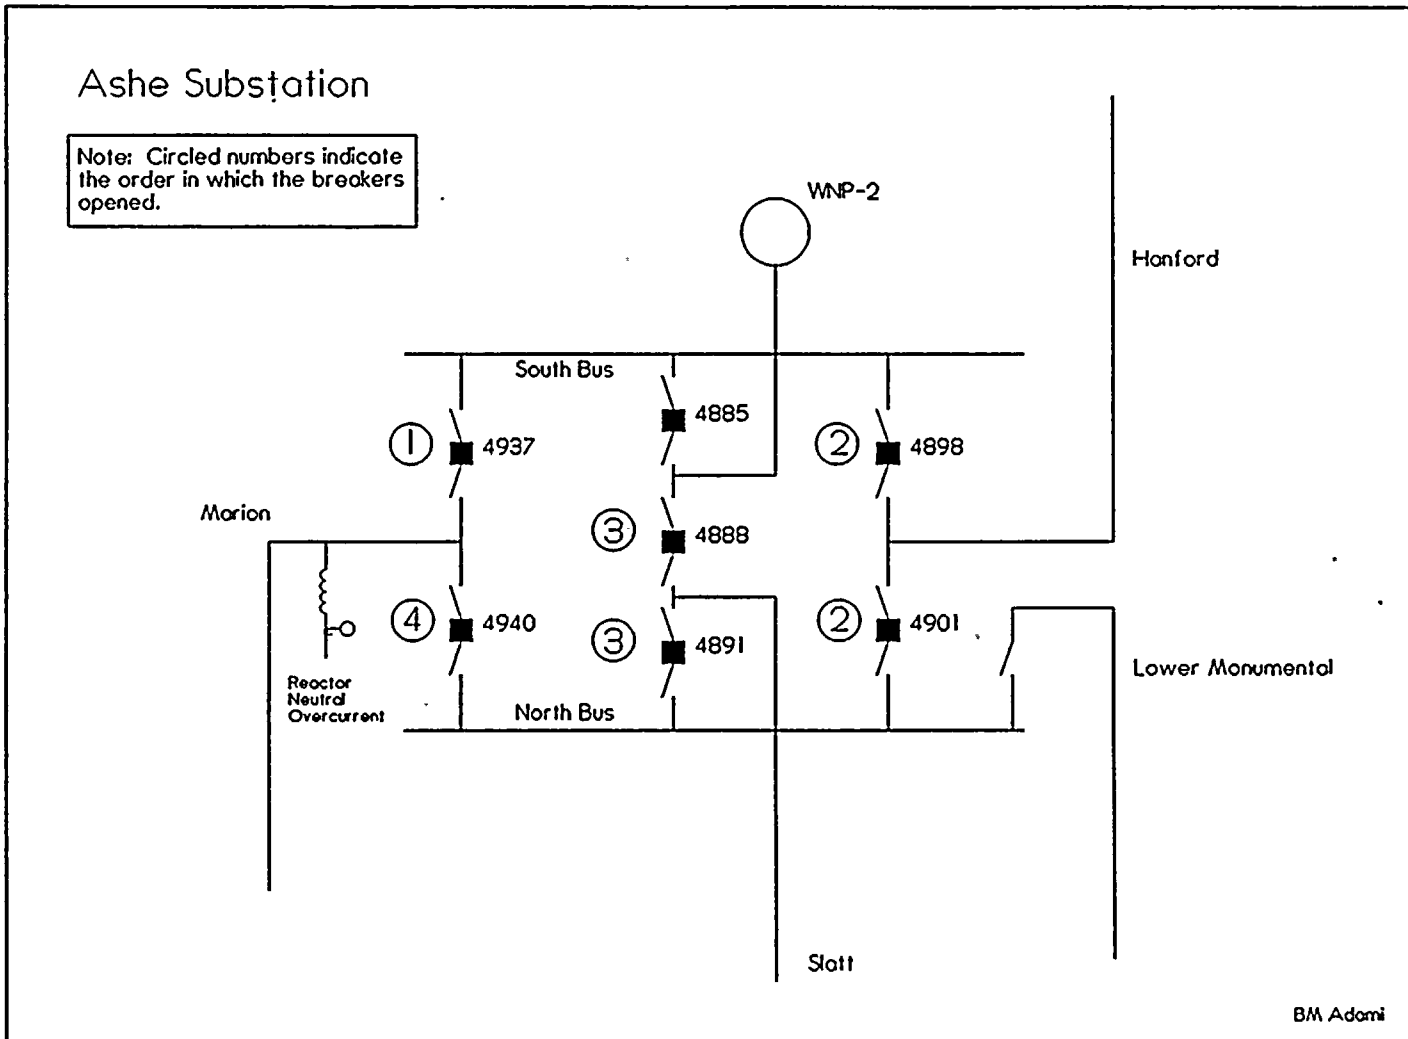 Ashe Substation
Note: Circled numbers indicate
the order in which the breakers
opened.
WNP-2
Hanford
South Bus
4885
1
4937
2
4898
Marion
3
4888
4
4940
3
4891
2
4901
Reactor
Neutral
Overcurrent
Lower Monumental
North Bus
Slatt
BM Adami